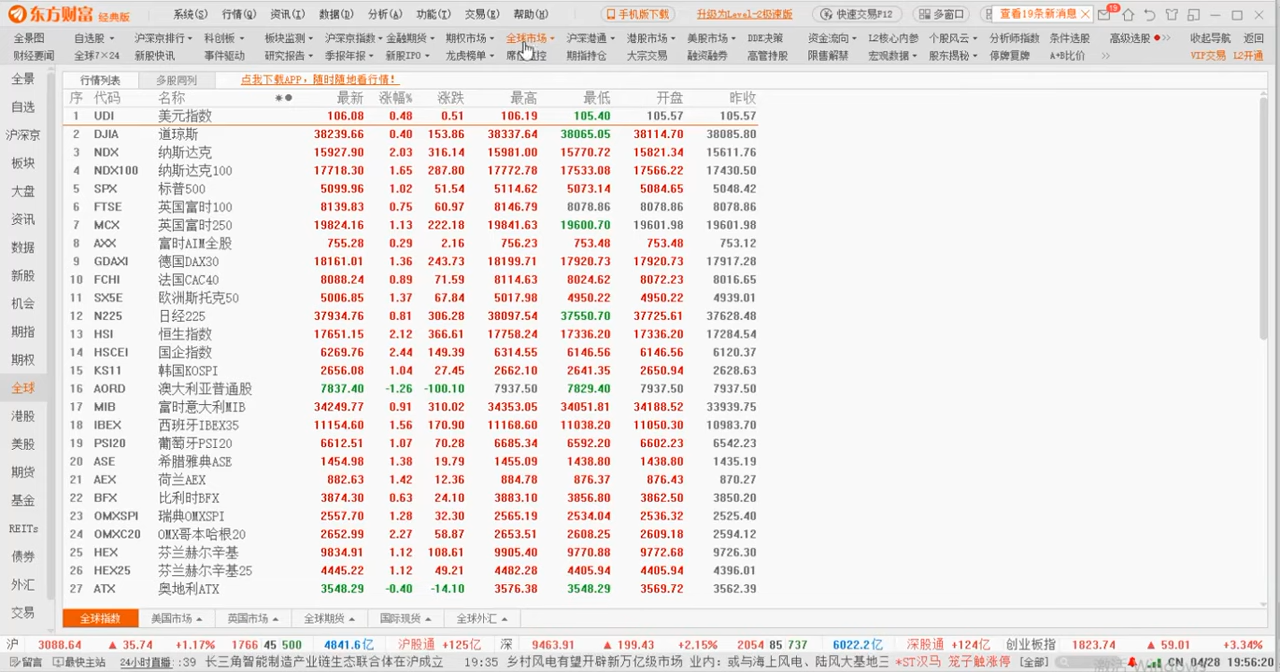 东方财富 经典版 系统(S) 行情(Q) 资讯(I) 数据(D) 分析(A) 功能(T) 交易(E) 帮助(H) 手机版下载 升级为Level-2极速版 快速交易F12 多窗口 查看19条新消息 19
全景图 自选股 沪深京排行 科创板 板块监测 沪深京指数 金融期货 期权市场 全球市场 沪深港通 港股市场 美股市场 DDE决策 资金流向 L2核心内参 个股风云 分析师指数 条件选股 高级选股 收起导航 返回
财经要闻 全球7×24 新股快讯 事件驱动 研究报告 季报年报 新股IPO 龙虎榜单 期指持仓 大宗交易 融资融券 高管持股 限售解禁 宏观数据 股东揭秘 停牌复牌 A+B比价 >> VIP交易 L2开通
全景
自选
沪深京
板块
大盘
资讯
数据
新股
机会
期指
期权
全球
港股
美股
期货
基金
REITs
债券
外汇
交易
行情列表 多股同列 点我下载APP，随时随地看行情！
序 代码 名称 最新 涨幅% 涨跌 最高 最低 开盘 昨收
1 UDI 美元指数 106.08 0.48 0.51 106.19 105.40 105.57 105.57
2 DJIA 道琼斯 38239.66 0.40 153.86 38337.64 38065.05 38114.70 38085.80
3 NDX 纳斯达克 15927.90 2.03 316.14 15981.00 15770.72 15821.34 15611.76
4 NDX100 纳斯达克100 17718.30 1.65 287.80 17772.78 17533.08 17566.22 17430.50
5 SPX 标普500 5099.96 1.02 51.54 5114.62 5073.14 5084.65 5048.42
6 FTSE 英国富时100 8139.83 0.75 60.97 8146.79 8078.86 8078.86 8078.86
7 MCX 英国富时250 19824.16 1.13 222.18 19841.63 19600.70 19601.98 19601.98
8 AXX 富时AIM全股 755.28 0.29 2.16 756.23 753.48 753.48 753.12
9 GDAXI 德国DAX30 18161.01 1.36 243.73 18199.71 17920.73 17920.73 17917.28
10 FCHI 法国CAC40 8088.24 0.89 71.59 8114.63 8024.62 8072.23 8016.65
11 SX5E 欧洲斯托克50 5006.85 1.37 67.84 5017.98 4950.22 4950.22 4939.01
12 N225 日经225 37934.76 0.81 306.28 38097.54 37550.70 37725.61 37628.48
13 HSI 恒生指数 17651.15 2.12 366.61 17758.24 17336.20 17336.20 17284.54
14 HSCEI 国企指数 6269.76 2.44 149.39 6314.55 6146.56 6146.56 6120.37
15 KS11 韩国KOSPI 2656.08 1.04 27.45 2662.10 2641.35 2650.94 2628.63
16 AORD 澳大利亚普通股 7837.40 -1.26 -100.10 7937.50 7829.40 7937.50 7937.50
17 MIB 富时意大利MIB 34249.77 0.91 310.02 34353.05 34051.81 34188.52 33939.75
18 IBEX 西班牙IBEX35 11154.60 1.56 170.90 11168.60 11038.20 11050.30 10983.70
19 PSI20 葡萄牙PSI20 6612.51 1.07 70.28 6685.34 6592.20 6602.23 6542.23
20 ASE 希腊雅典ASE 1454.98 1.38 19.79 1455.09 1438.80 1438.80 1435.19
21 AEX 荷兰AEX 882.63 1.42 12.36 884.78 876.37 876.43 870.27
22 BFX 比利时BFX 3874.30 0.63 24.10 3883.10 3856.80 3862.50 3850.20
23 OMXSPI 瑞典OMXSPI 2557.70 1.28 32.30 2565.19 2534.04 2536.32 2525.40
24 OMXC20 OMX哥本哈根20 2652.99 2.27 58.87 2653.51 2608.25 2609.18 2594.12
25 HEX 芬兰赫尔辛基 9834.91 1.12 108.61 9905.40 9770.88 9772.68 9726.30
26 HEX25 芬兰赫尔辛基25 4445.22 1.12 49.21 4482.28 4405.94 4405.94 4396.01
27 ATX 奥地利ATX 3548.29 -0.40 -14.10 3576.38 3548.29 3569.72 3562.39
全球指数 美国市场 英国市场 全球期货 国际现货 全球外汇
沪 3088.64 ▲ 35.74 +1.17% 1766 45 500 4841.6亿 沪股通 +125亿 深 9463.91 ▲ 199.43 +2.15% 2054 85 737 6022.2亿 深股通 +124亿 创业板指 1823.74 ▲ 59.01 +3.34%
留言 最快主站 24小时直播 :39 长三角智能制造产业链生态联合体在沪成立 19:35 乡村风电有望开辟新万亿级市场 业内：或与海上风电、陆风大基地三 *ST汉马 笼子触涨停 [全部] CN 04/28 19:56:20